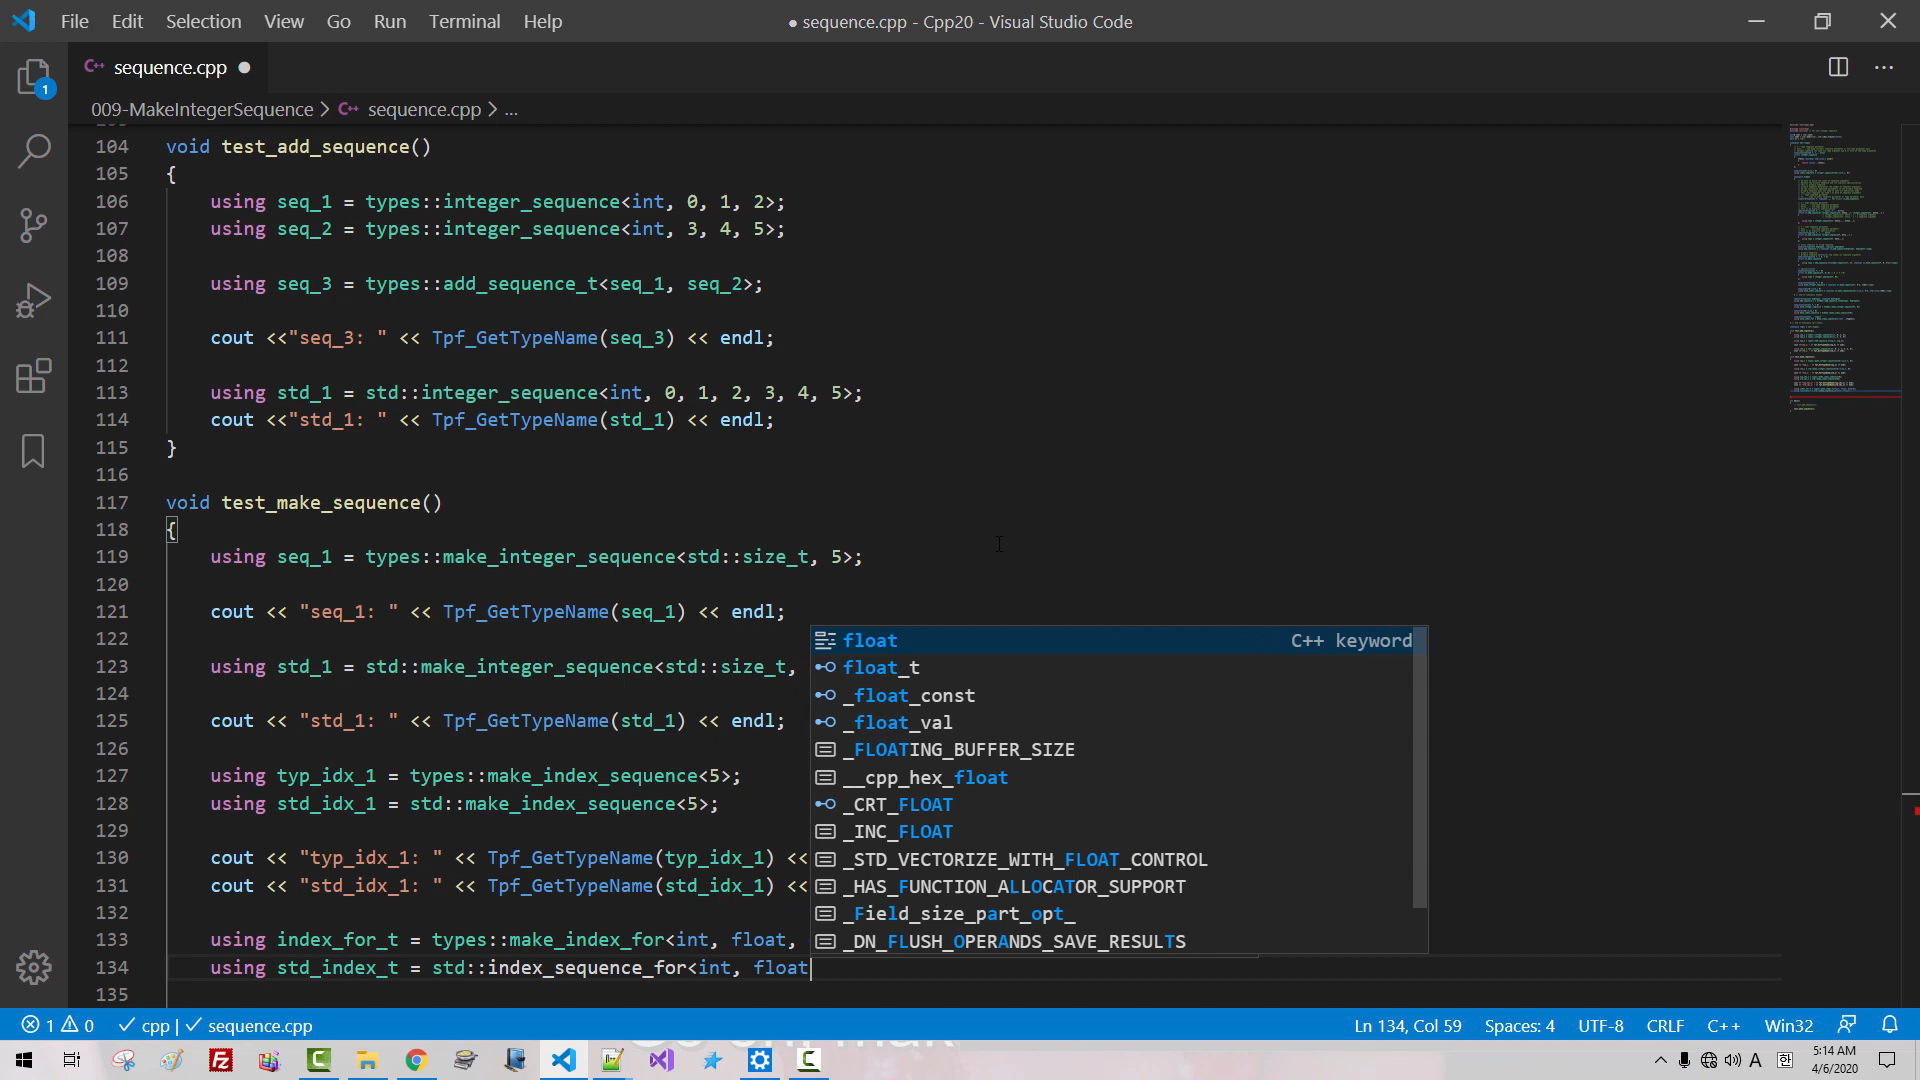 File Edit Selection View Go Run Terminal Help
● sequence.cpp - Cpp20 - Visual Studio Code
C++ sequence.cpp ●
1
009-MakeIntegerSequence > C++ sequence.cpp > ...
104 void test_add_sequence()
105 {
106 using seq_1 = types::integer_sequence<int, 0, 1, 2>;
107 using seq_2 = types::integer_sequence<int, 3, 4, 5>;
108
109 using seq_3 = types::add_sequence_t<seq_1, seq_2>;
110
111 cout <<"seq_3: " << Tpf_GetTypeName(seq_3) << endl;
112
113 using std_1 = std::integer_sequence<int, 0, 1, 2, 3, 4, 5>;
114 cout <<"std_1: " << Tpf_GetTypeName(std_1) << endl;
115 }
116
117 void test_make_sequence()
118 {
119 using seq_1 = types::make_integer_sequence<std::size_t, 5>;
120
121 cout << "seq_1: " << Tpf_GetTypeName(seq_1) << endl;
122
123 using std_1 = std::make_integer_sequence<std::size_t,
124
125 cout << "std_1: " << Tpf_GetTypeName(std_1) << endl;
126
127 using typ_idx_1 = types::make_index_sequence<5>;
128 using std_idx_1 = std::make_index_sequence<5>;
129
130 cout << "typ_idx_1: " << Tpf_GetTypeName(typ_idx_1) <<
131 cout << "std_idx_1: " << Tpf_GetTypeName(std_idx_1) <<
132
133 using index_for_t = types::make_index_for<int, float,
134 using std_index_t = std::index_sequence_for<int, float
135
float C++ keyword
float_t
_float_const
_float_val
_FLOATING_BUFFER_SIZE
__cpp_hex_float
_CRT_FLOAT
_INC_FLOAT
_STD_VECTORIZE_WITH_FLOAT_CONTROL
_HAS_FUNCTION_ALLOCATOR_SUPPORT
_Field_size_part_opt_
_DN_FLUSH_OPERANDS_SAVE_RESULTS
1 0 ✓ cpp | ✓ sequence.cpp
Ln 134, Col 59 Spaces: 4 UTF-8 CRLF C++ Win32
A 한 5:14 AM
4/6/2020